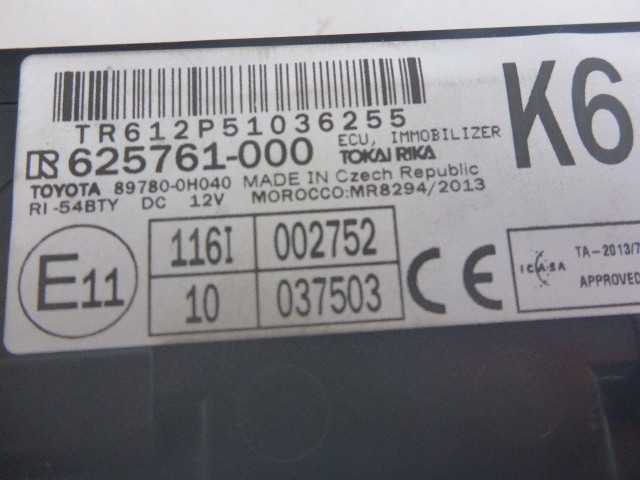 TR612P51036255
K6
625761-000 ECU, IMMOBILIZER
TOKAI RIKA
TOYOTA 89780-0H040 MADE IN Czech Republic
RI-54BTY DC 12V MOROCCO:MR8294/2013
E11
116I 002752
10 037503
CE
ICASA
TA-2013/7
APPROVED